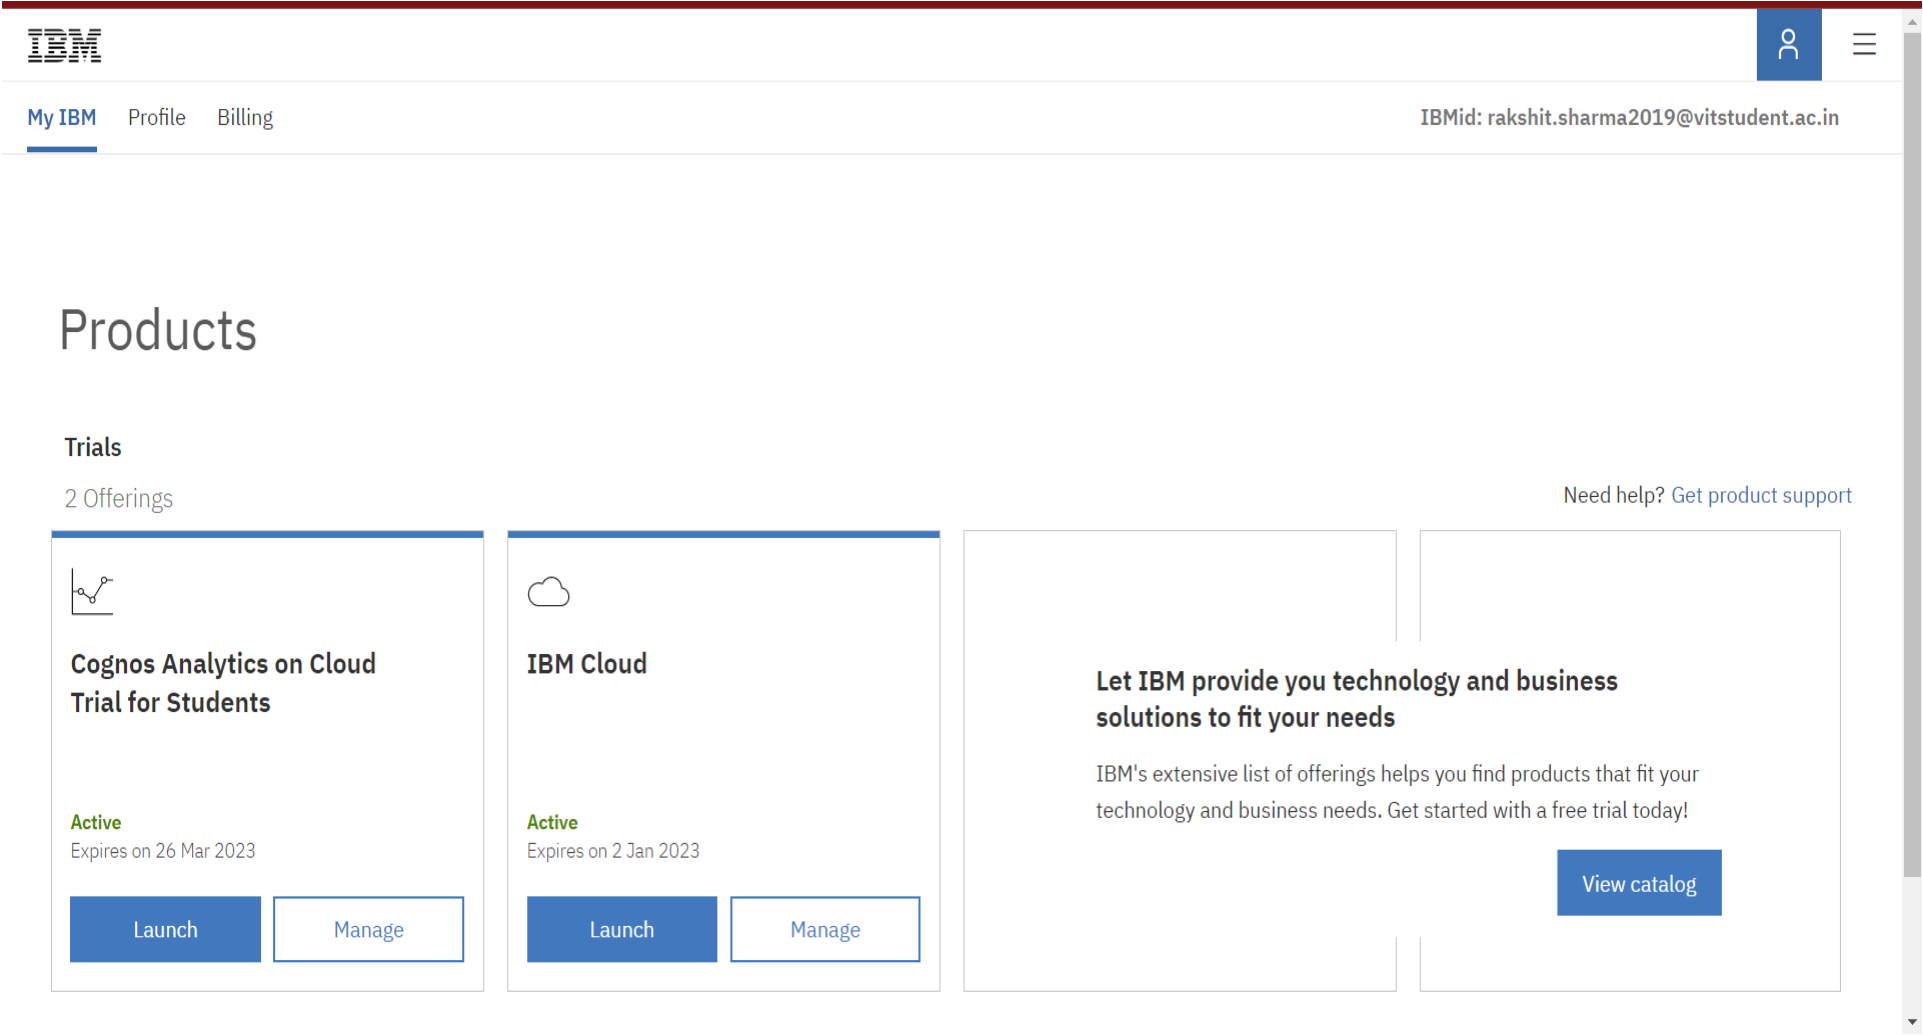 IBM
My IBM Profile Billing IBMid: rakshit.sharma2019@vitstudent.ac.in
Products
Trials
2 Offerings
Need help? Get product support
Cognos Analytics on Cloud
Trial for Students
Active
Expires on 26 Mar 2023
Launch Manage
IBM Cloud
Active
Expires on 2 Jan 2023
Launch Manage
Let IBM provide you technology and business
solutions to fit your needs
IBM's extensive list of offerings helps you find products that fit your
technology and business needs. Get started with a free trial today!
View catalog